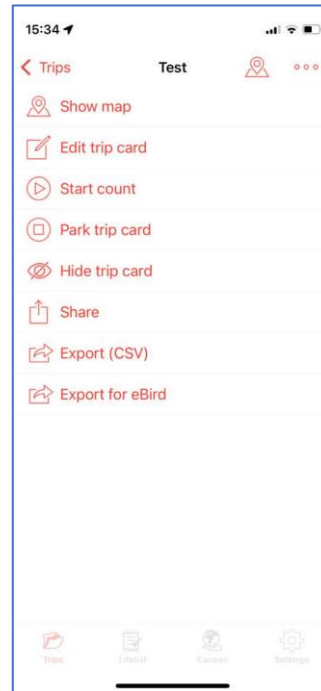 15:34
Trips Test
Show map
Edit trip card
Start count
Park trip card
Hide trip card
Share
Export (CSV)
Export for eBird
Trips Lifelist Causes Settings